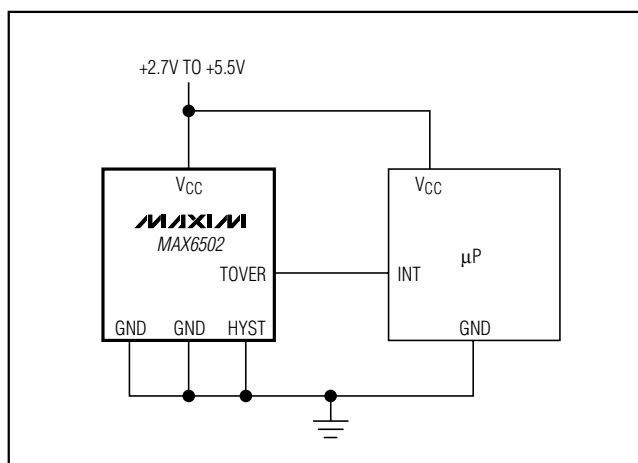 +2.7V TO +5.5V
VCC
MAXIM
MAX6502
TOVER
GND GND HYST
VCC
µP
INT
GND